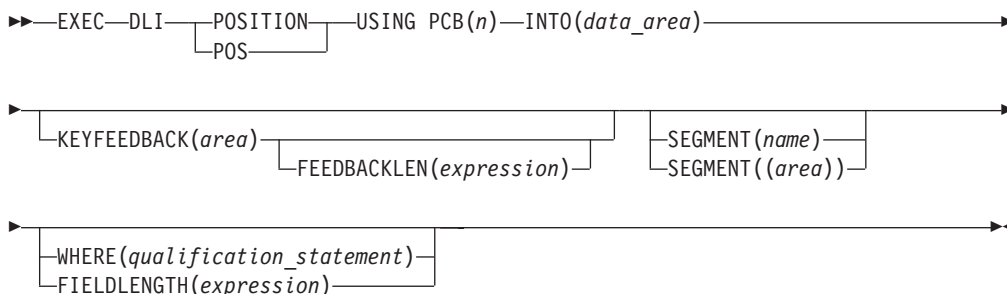 EXEC DLI POSITION USING PCB(n) INTO(data_area)
POS
KEYFEEDBACK(area) SEGMENT(name)
FEEDBACKLEN(expression) SEGMENT((area))
WHERE(qualification_statement)
FIELDLENGTH(expression)